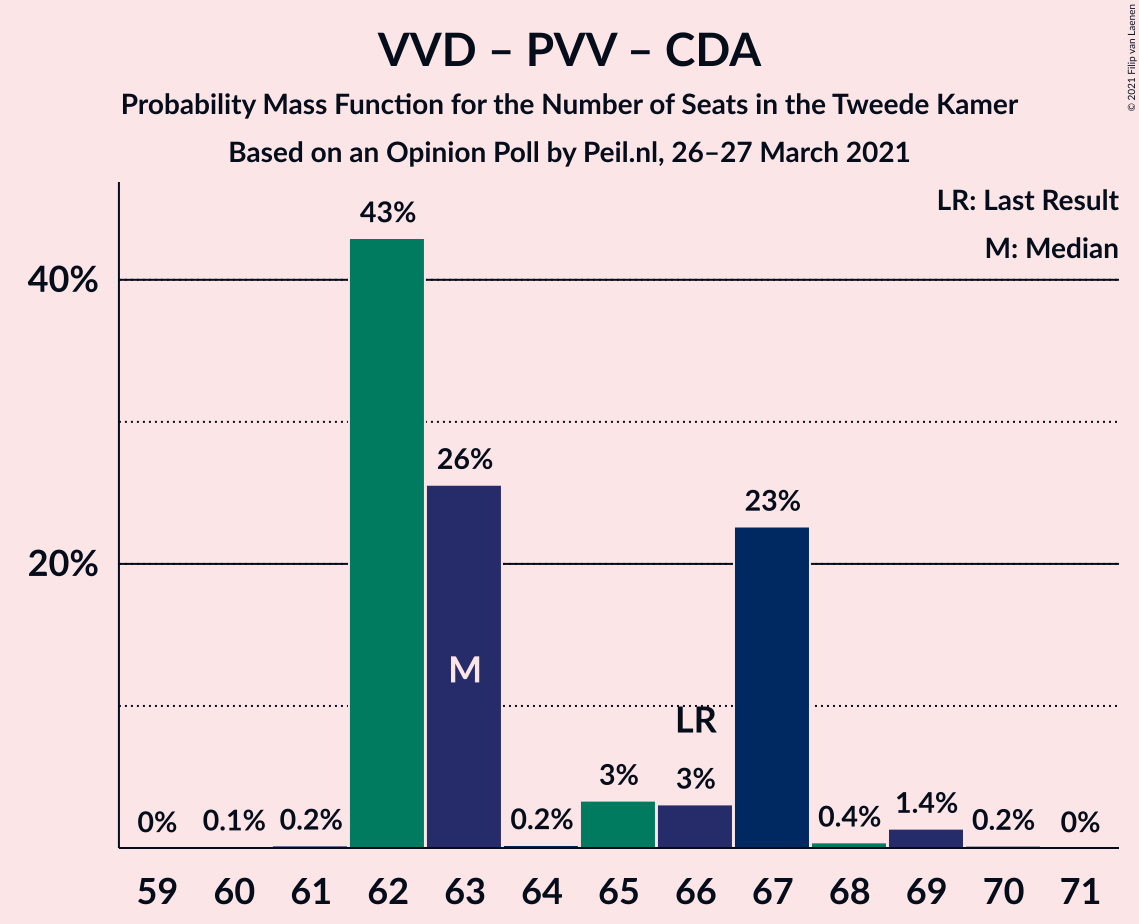 VVD – PVV – CDA
Probability Mass Function for the Number of Seats in the Tweede Kamer
Based on an Opinion Poll by Peil.nl, 26–27 March 2021
© 2021 Filip van Laenen
LR: Last Result
M: Median
40%
20%
0%
0.1%
0.2%
43%
26%
0.2%
3%
3%
23%
0.4%
1.4%
0.2%
0%
M
LR
59 60 61 62 63 64 65 66 67 68 69 70 71